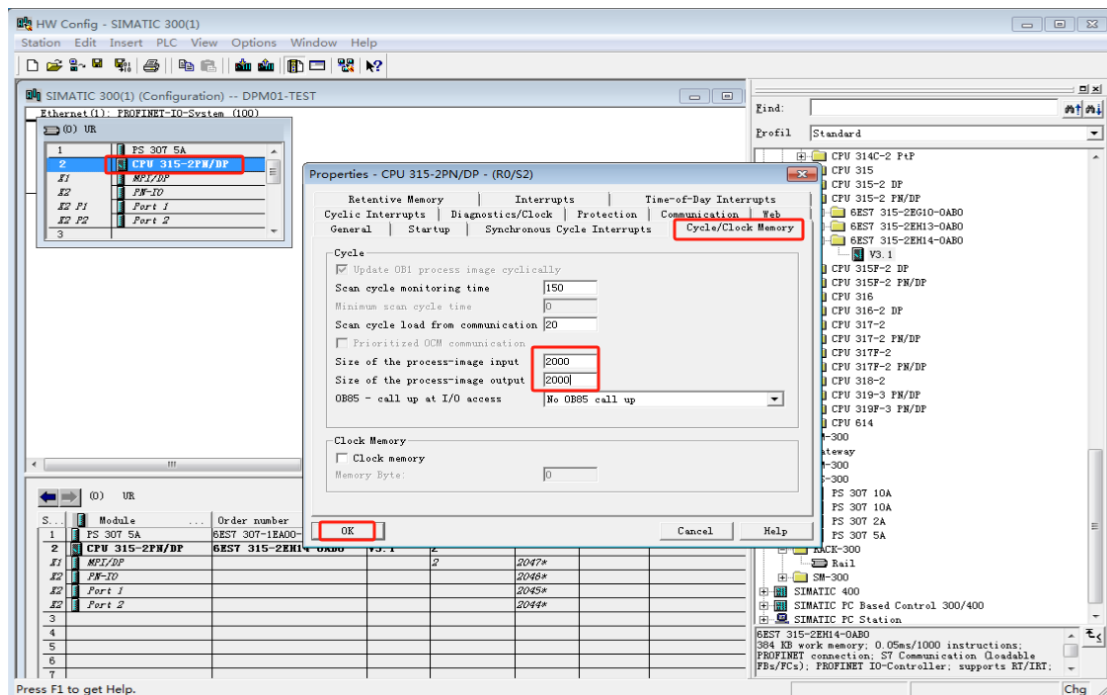 HW Config - SIMATIC 300(1)
Station Edit Insert PLC View Options Window Help
SIMATIC 300(1) (Configuration) -- DPM01-TEST
Ethernet(1): PROFINET-IO-System (100)
(0) UR
1 PS 307 5A
2 CPU 315-2PN/DP
X1 MPI/DP
X2 PN-IO
X2 P1 Port 1
X2 P2 Port 2
3
Properties - CPU 315-2PN/DP - (R0/S2)
Retentive Memory Interrupts Time-of-Day Interrupts
Cyclic Interrupts Diagnostics/Clock Protection Communication Web
General Startup Synchronous Cycle Interrupts Cycle/Clock Memory
Cycle
Update OB1 process image cyclically
Scan cycle monitoring time 150
Minimum scan cycle time 0
Scan cycle load from communication 20
Prioritized OCM communication
Size of the process-image input 2000
Size of the process-image output 2000
OB85 - call up at I/O access No OB85 call up
Clock Memory
Clock memory
Memory Byte: 0
OK Cancel Help
(0) UR
S... Module ... Order number
1 PS 307 5A 6ES7 307-1EA00-
2 CPU 315-2PN/DP 6ES7 315-2EH14-0AB0 V3.1 2
X1 MPI/DP 2 2047*
X2 PN-IO 2046*
X2 Port 1 2045*
X2 Port 2 2044*
3
4
5
6
7
Find:
Profil Standard
CPU 314C-2 PtP
CPU 315
CPU 315-2 DP
CPU 315-2 PN/DP
6ES7 315-2EG10-0AB0
6ES7 315-2EH13-0AB0
6ES7 315-2EH14-0AB0
V3.1
CPU 315F-2 DP
CPU 315F-2 PN/DP
CPU 316
CPU 316-2 DP
CPU 317-2
CPU 317-2 PN/DP
CPU 317F-2
CPU 317F-2 PN/DP
CPU 318-2
CPU 319-3 PN/DP
CPU 319F-3 PN/DP
CPU 614
-300
ateway
-300
-300
PS 307 10A
PS 307 10A
PS 307 2A
PS 307 5A
RACK-300
Rail
SM-300
SIMATIC 400
SIMATIC PC Based Control 300/400
SIMATIC PC Station
6ES7 315-2EH14-0AB0
384 KB work memory; 0.05ms/1000 instructions;
PROFINET connection; S7 Communication (loadable
FBs/FCs); PROFINET IO-Controller; supports RT/IRT;
Press F1 to get Help. Chg